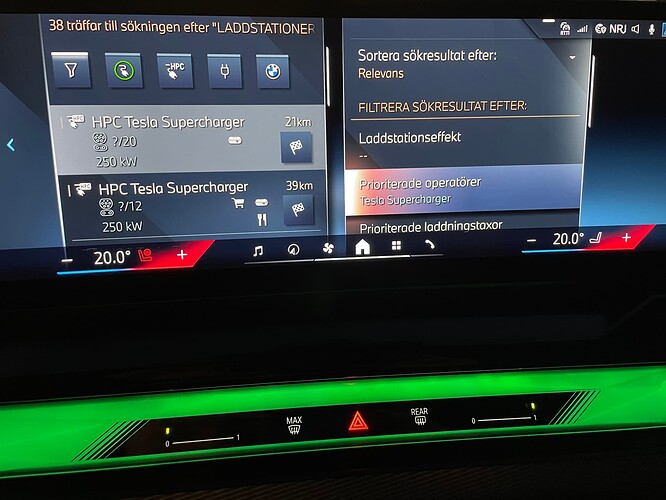 38 träffar till sökningen efter "LADDSTATIONER
HPC
HPC Tesla Supercharger
21km
?/20
250 kW
HPC Tesla Supercharger
39km
?/12
250 kW
NRJ
Sortera sökresultat efter:
Relevans
FILTRERA SÖKRESULTAT EFTER:
Laddstationseffekt
--
Prioriterade operatörer
Tesla Supercharger
Prioriterade laddningstaxor
− 20.0° +
− 20.0° +
0 1
MAX
REAR
0 1